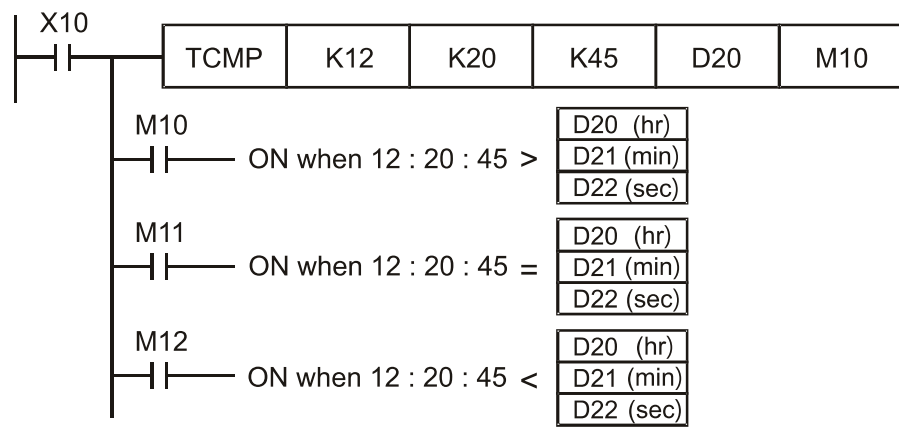 X10
TCMP K12 K20 K45 D20 M10
M10
ON when 12 : 20 : 45 >
D20 (hr)
D21 (min)
D22 (sec)
M11
ON when 12 : 20 : 45 =
D20 (hr)
D21 (min)
D22 (sec)
M12
ON when 12 : 20 : 45 <
D20 (hr)
D21 (min)
D22 (sec)